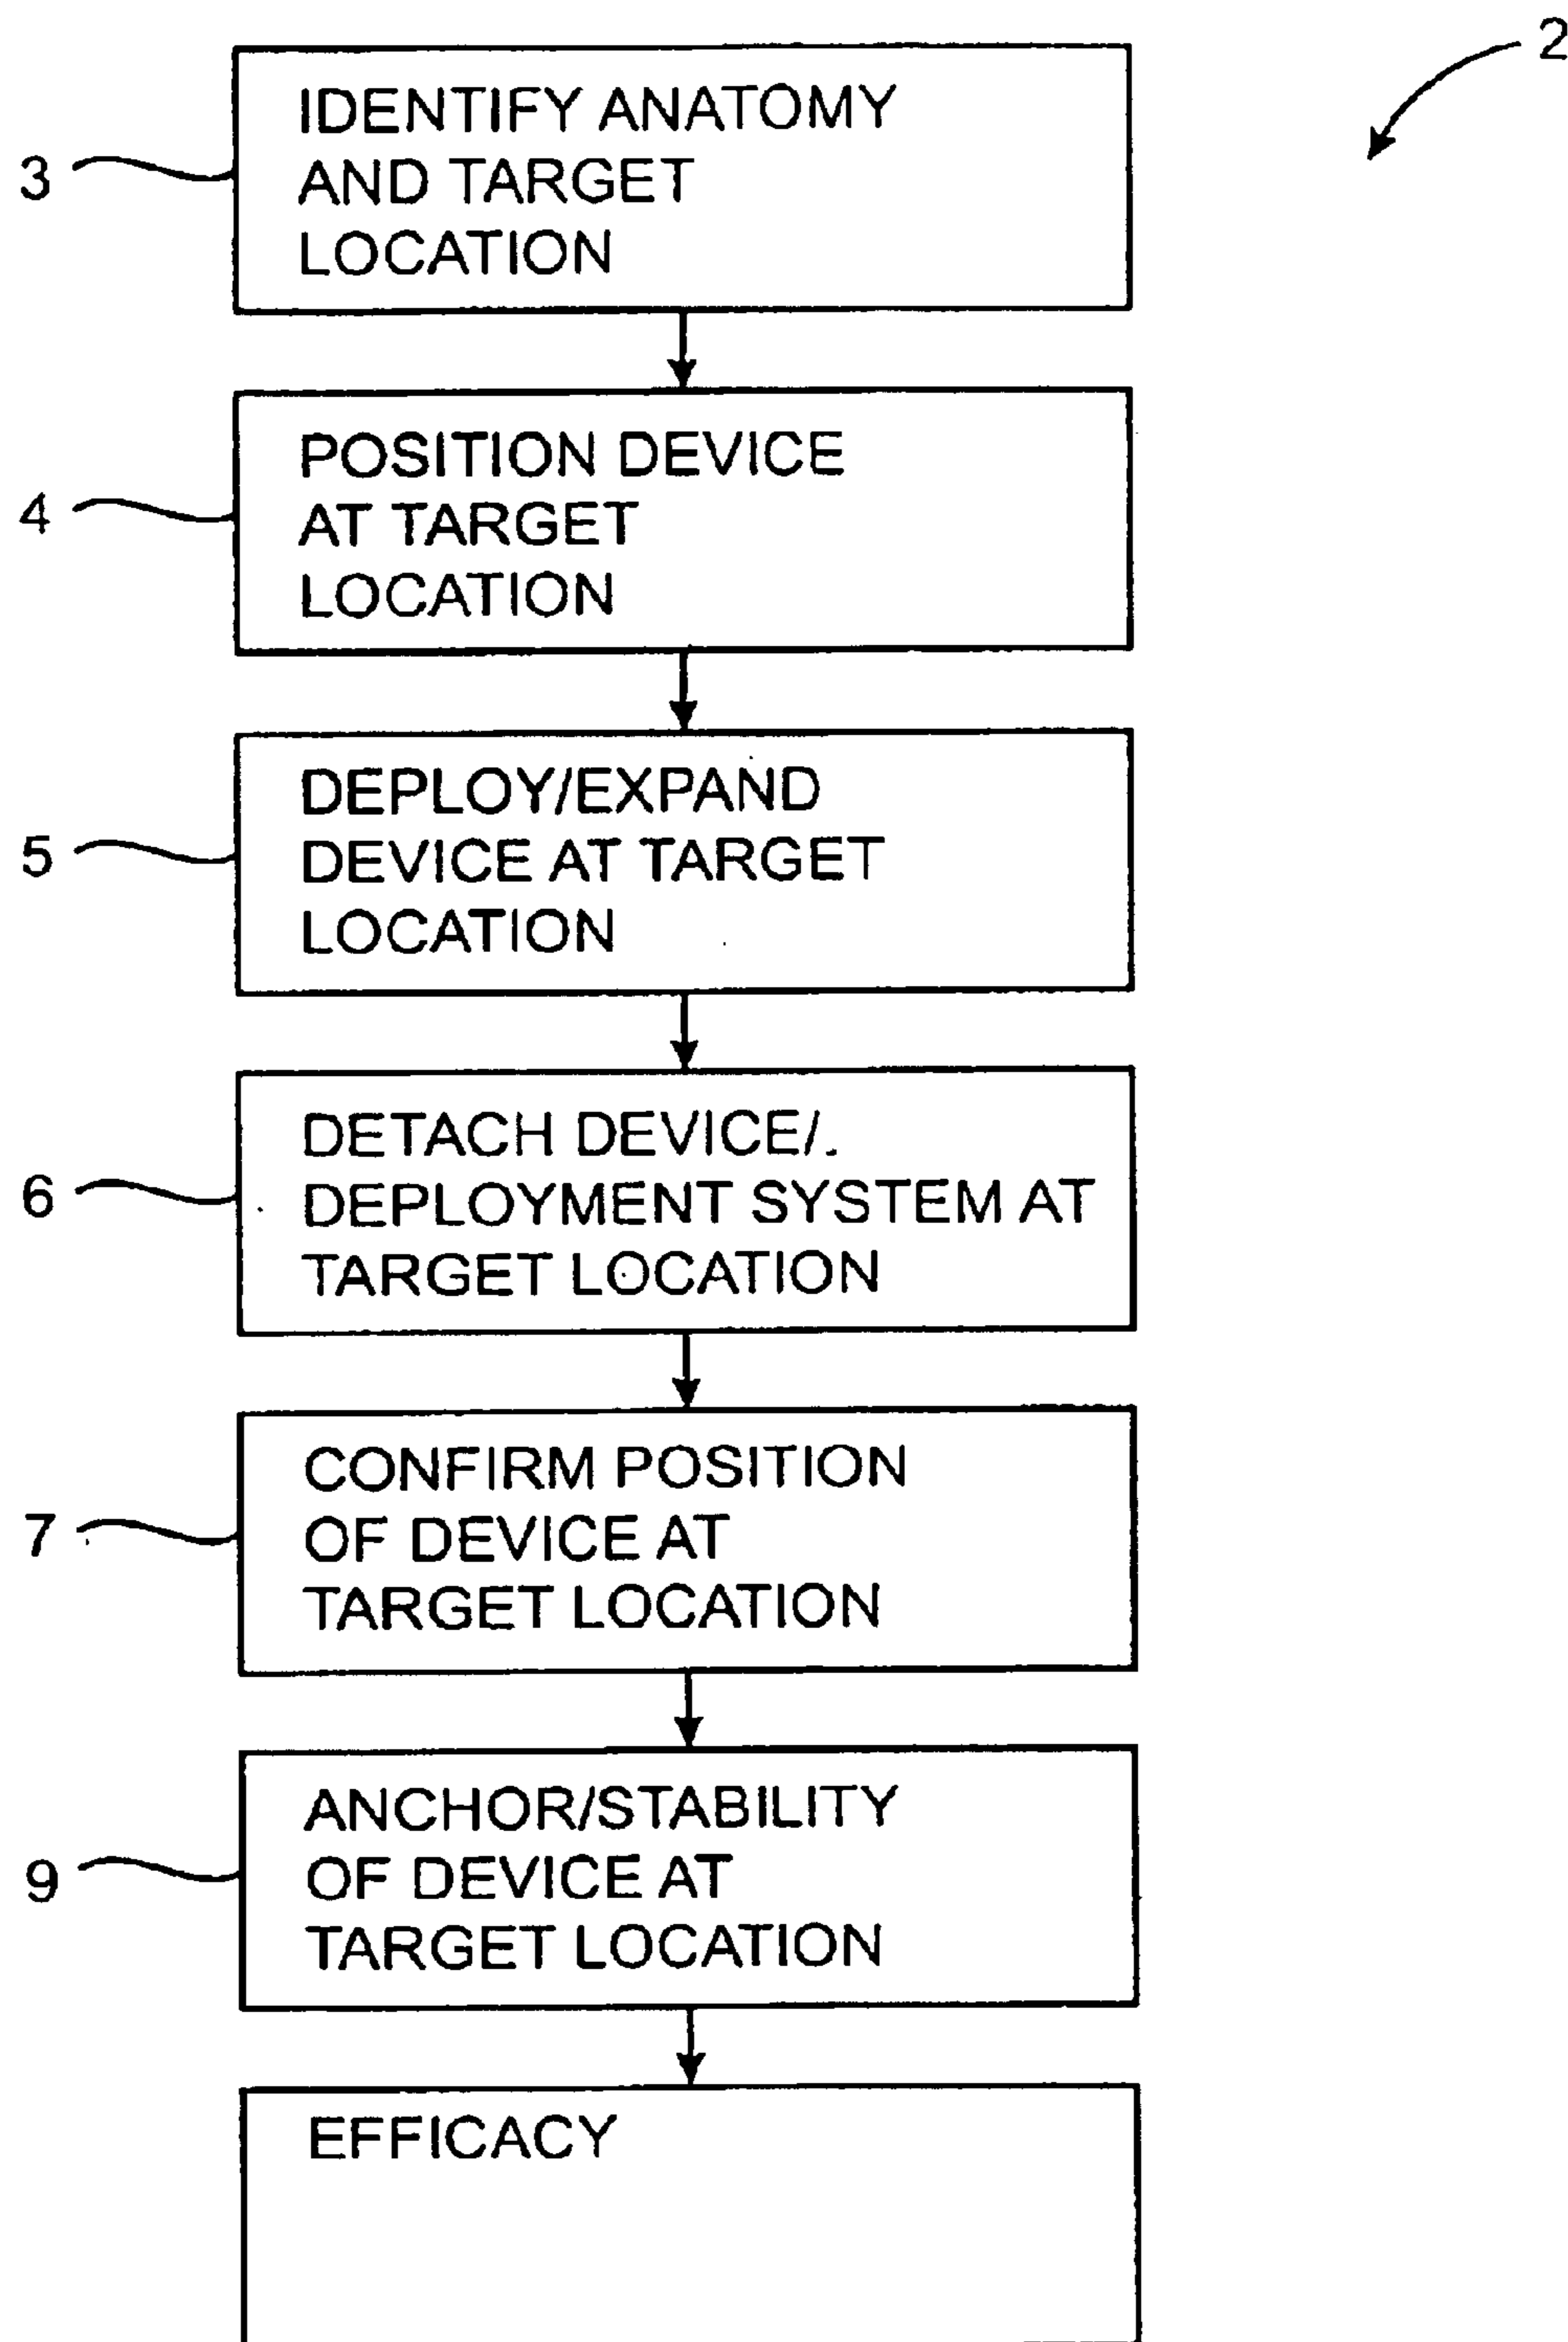 2
3
IDENTIFY ANATOMY
AND TARGET
LOCATION
4
POSITION DEVICE
AT TARGET
LOCATION
5
DEPLOY/EXPAND
DEVICE AT TARGET
LOCATION
6
DETACH DEVICE/.
DEPLOYMENT SYSTEM AT
TARGET LOCATION
7
CONFIRM POSITION
OF DEVICE AT
TARGET LOCATION
9
ANCHOR/STABILITY
OF DEVICE AT
TARGET LOCATION
EFFICACY